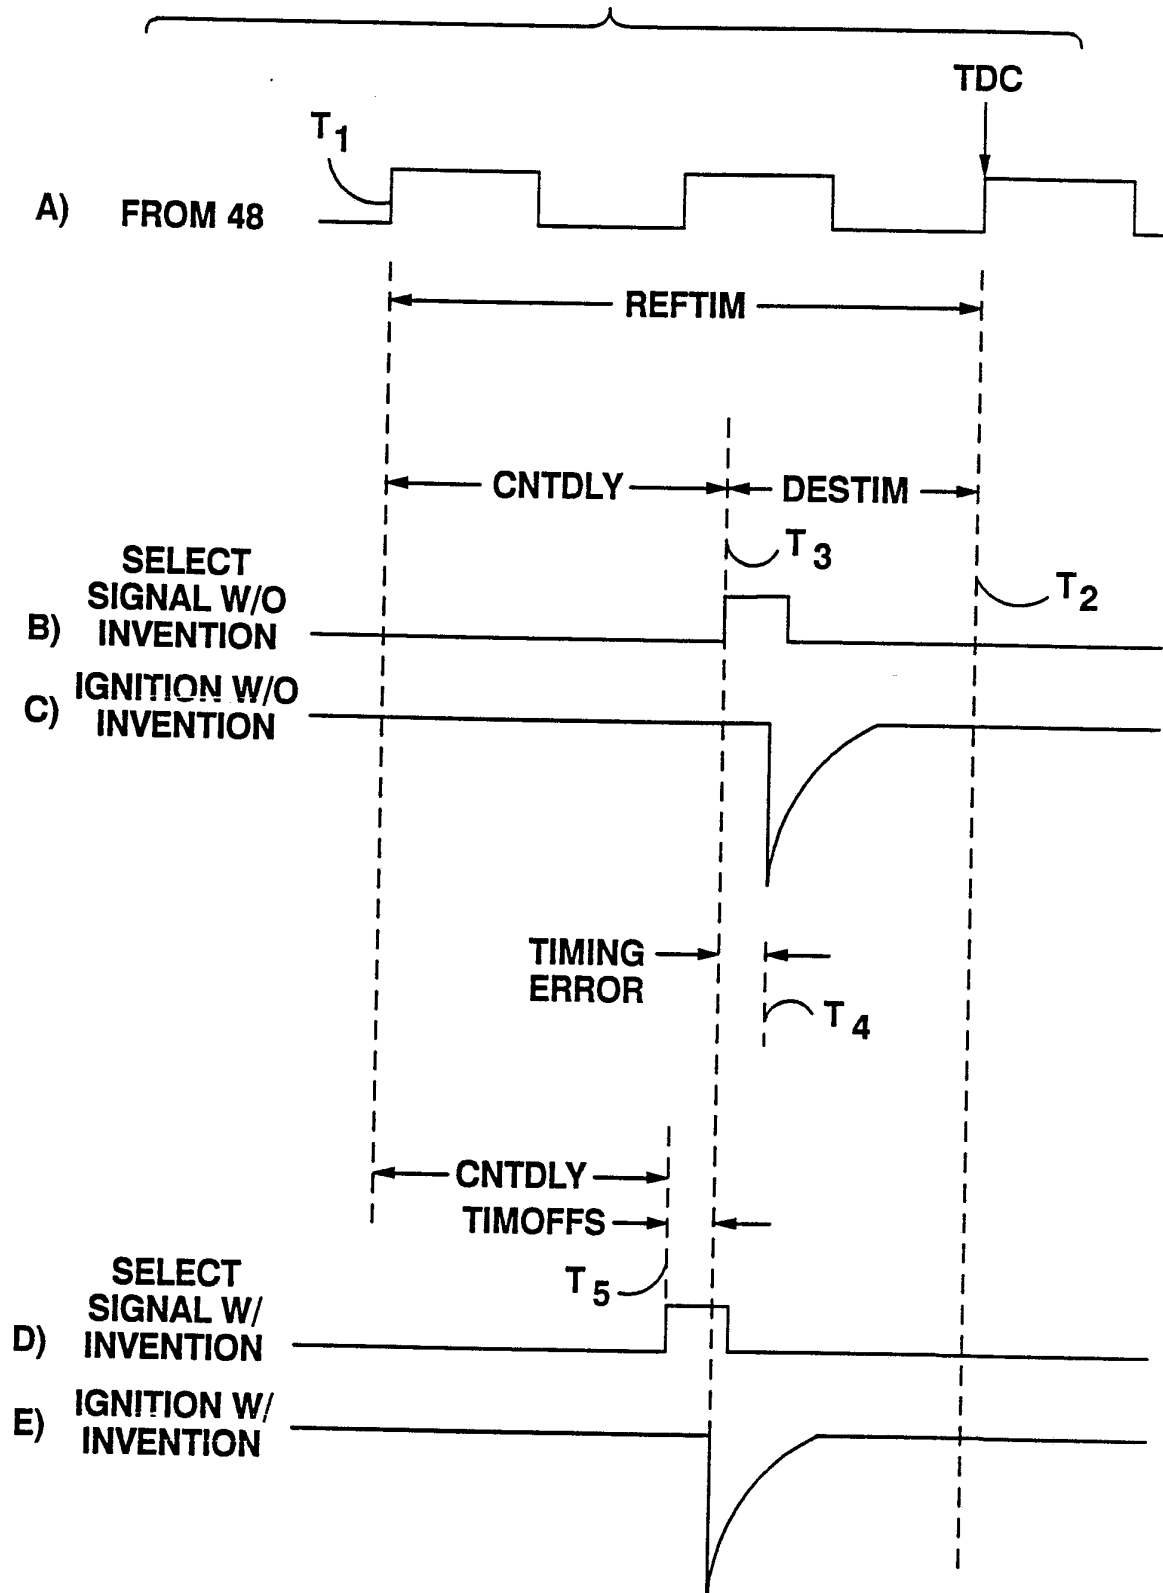 TDC
T1
A) FROM 48
REFTIM
CNTDLY DESTIM
T3
T2
SELECT
SIGNAL W/O
B) INVENTION
IGNITION W/O
C) INVENTION
TIMING
ERROR
T4
CNTDLY
TIMOFFS
T5
SELECT
SIGNAL W/
D) INVENTION
IGNITION W/
E) INVENTION